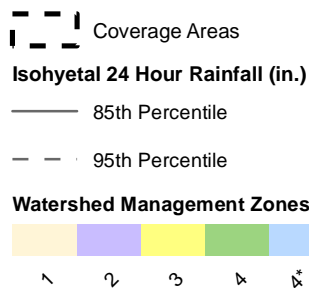 Coverage Areas
Isohyetal 24 Hour Rainfall (in.)
85th Percentile
95th Percentile
Watershed Management Zones
1 2 3 4 4*